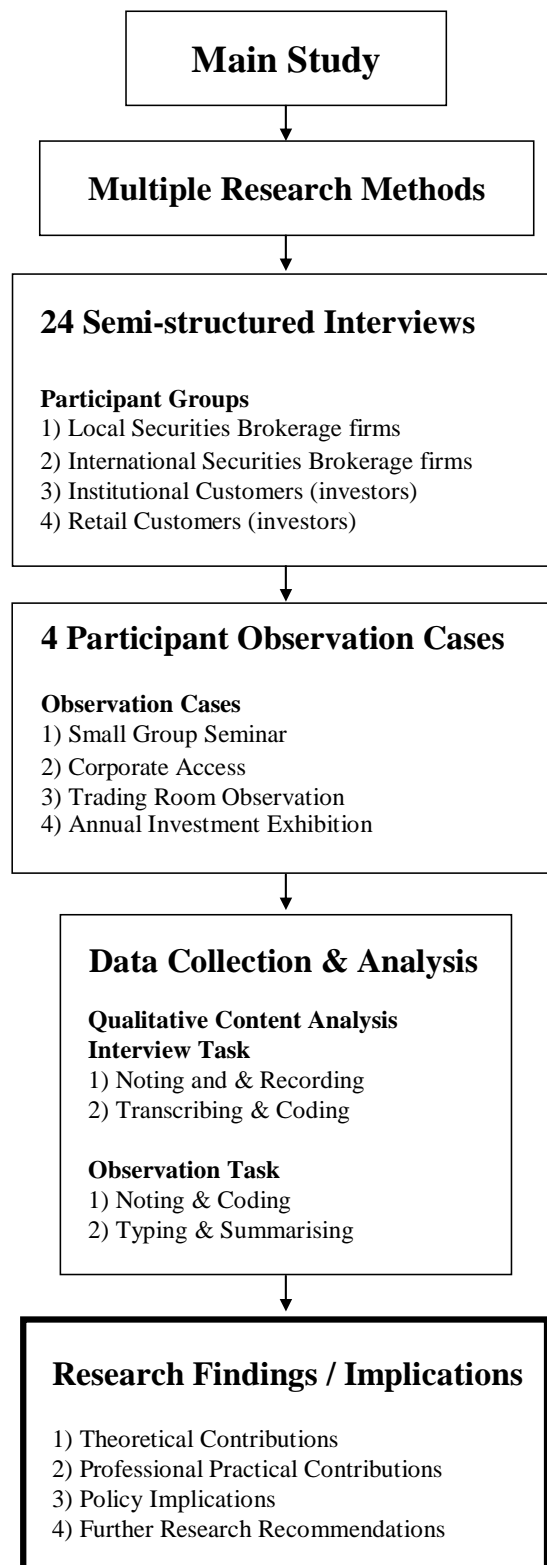 Main Study
Multiple Research Methods
24 Semi-structured Interviews
Participant Groups
1) Local Securities Brokerage firms
2) International Securities Brokerage firms
3) Institutional Customers (investors)
4) Retail Customers (investors)
4 Participant Observation Cases
Observation Cases
1) Small Group Seminar
2) Corporate Access
3) Trading Room Observation
4) Annual Investment Exhibition
Data Collection & Analysis
Qualitative Content Analysis
Interview Task
1) Noting and & Recording
2) Transcribing & Coding
Observation Task
1) Noting & Coding
2) Typing & Summarising
Research Findings / Implications
1) Theoretical Contributions
2) Professional Practical Contributions
3) Policy Implications
4) Further Research Recommendations